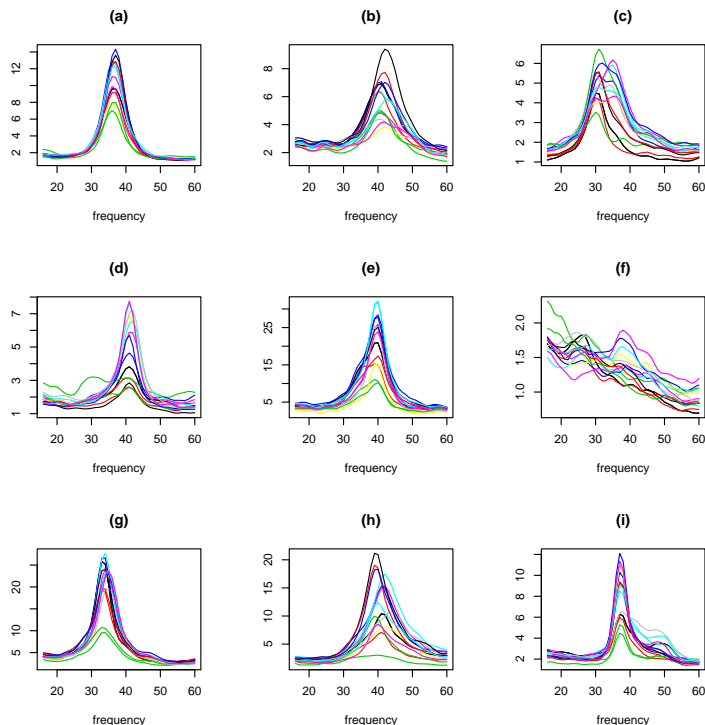 (a)
2 4 6 8 12
20 30 40 50 60
frequency
(b)
2 4 6 8
20 30 40 50 60
frequency
(c)
1 2 3 4 5 6
20 30 40 50 60
frequency
(d)
1 2 3 5 7
20 30 40 50 60
frequency
(e)
5 15 25
20 30 40 50 60
frequency
(f)
1.0 1.5 2.0
20 30 40 50 60
frequency
(g)
5 10 20
20 30 40 50 60
frequency
(h)
5 10 15 20
20 30 40 50 60
frequency
(i)
2 4 6 8 10
20 30 40 50 60
frequency